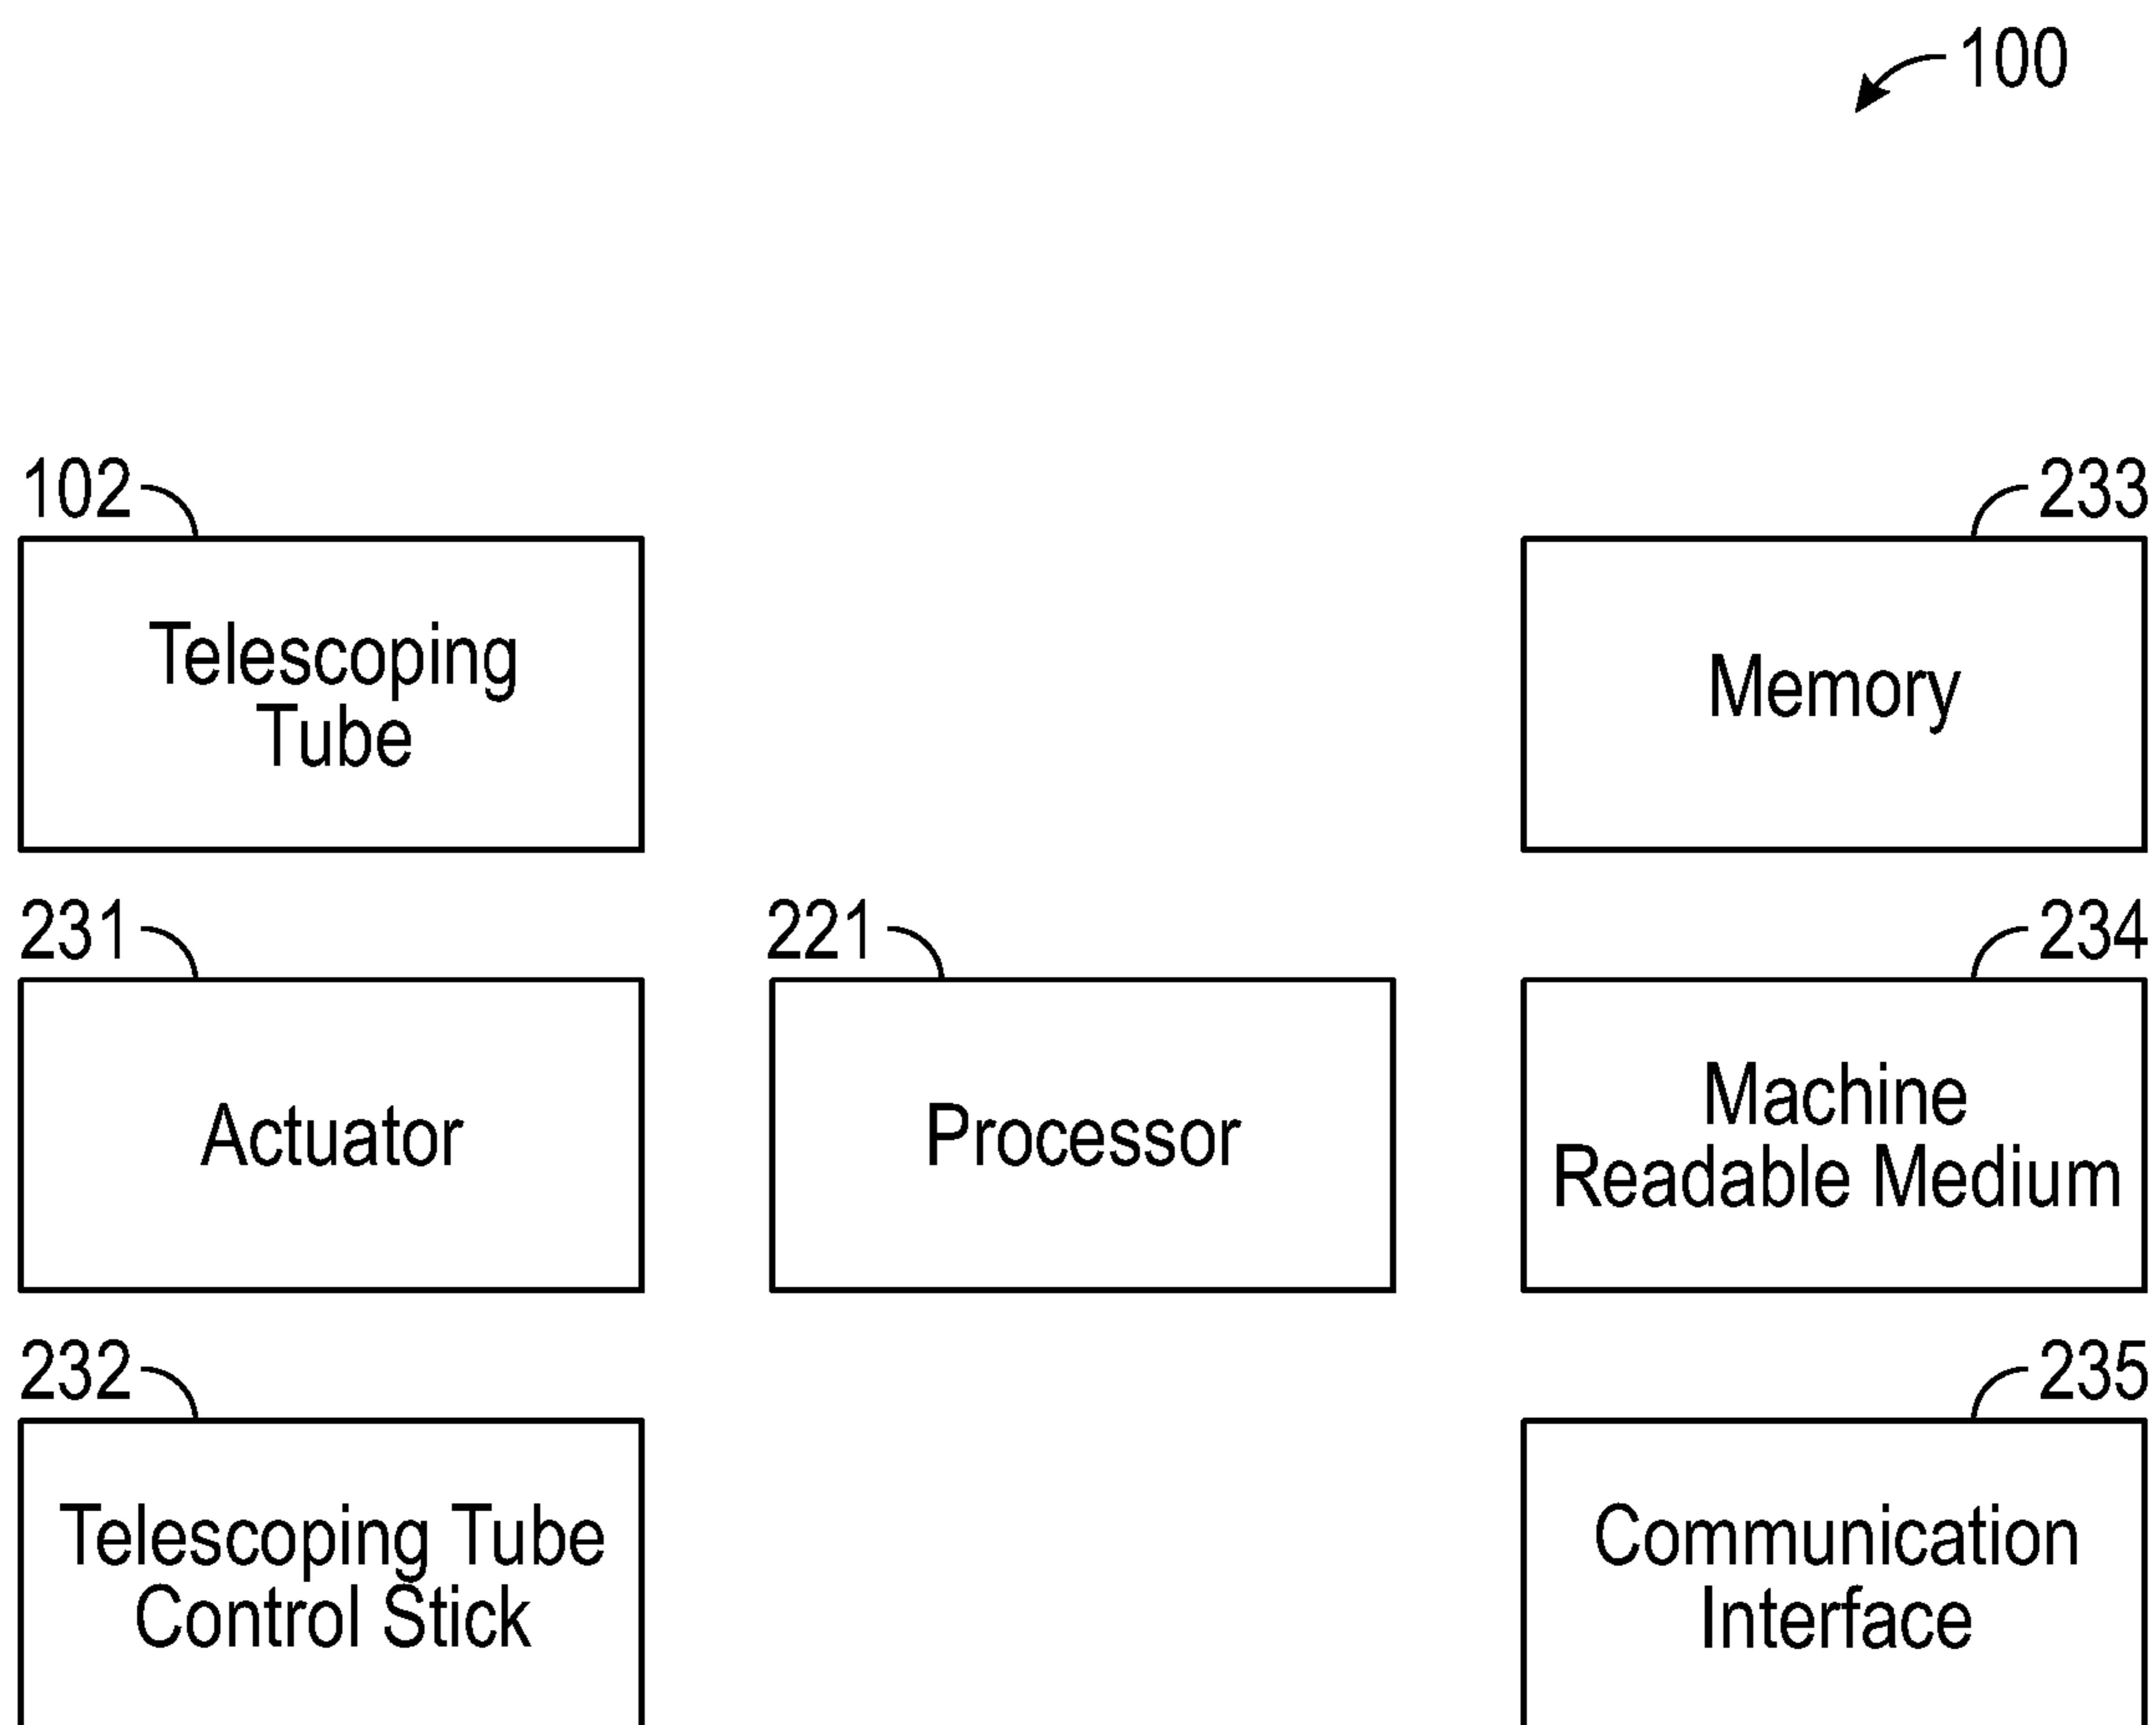 100
102
Telescoping
Tube
233
Memory
231
Actuator
221
Processor
234
Machine
Readable Medium
232
Telescoping Tube
Control Stick
235
Communication
Interface